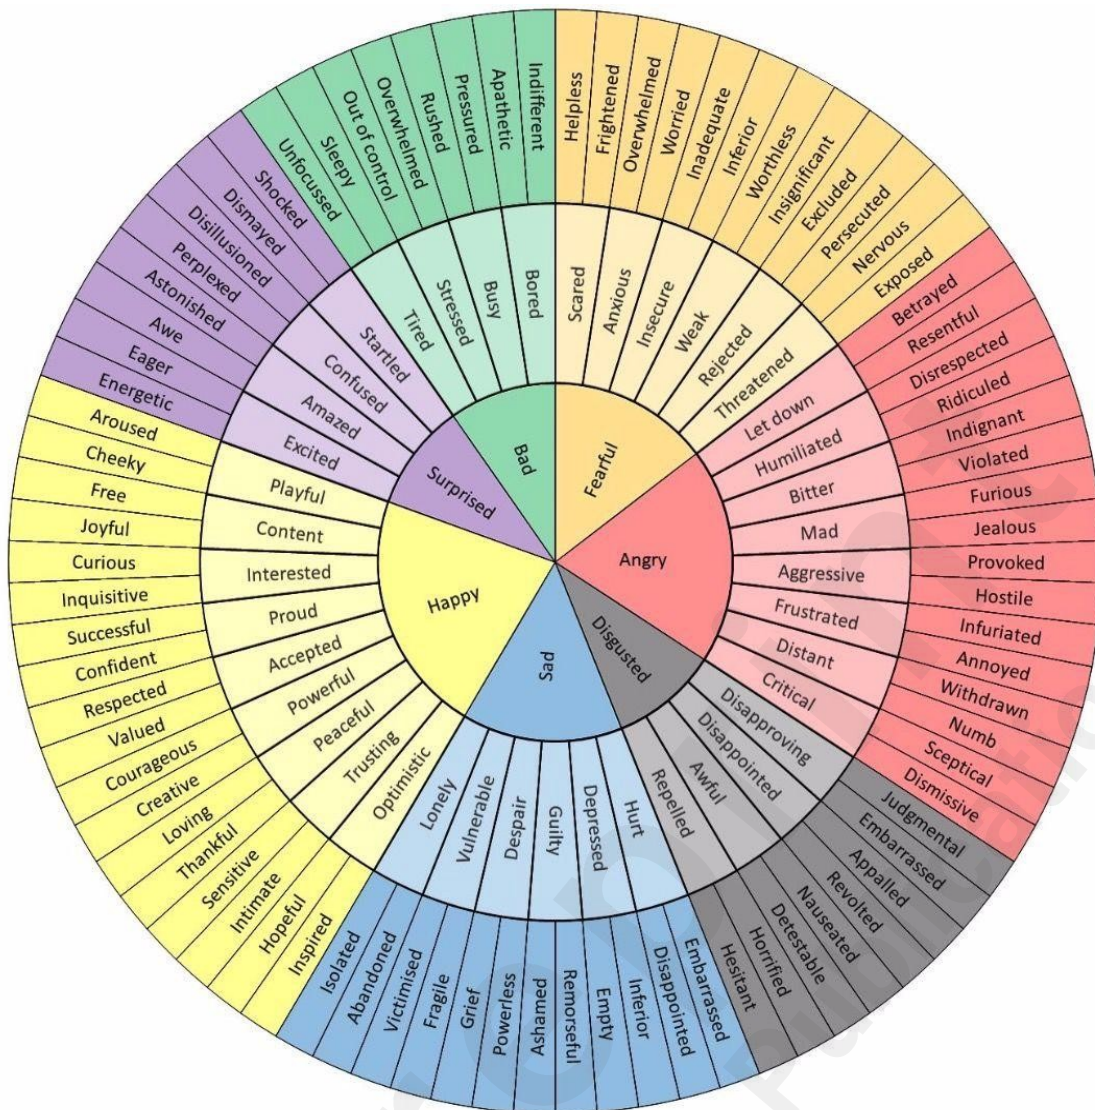 Fearful
Angry
Disgusted
Sad
Happy
Surprised
Bad
Scared
Anxious
Insecure
Weak
Rejected
Threatened
Let down
Humiliated
Bitter
Mad
Aggressive
Frustrated
Distant
Critical
Disapproving
Disappointed
Awful
Repelled
Hurt
Depressed
Guilty
Despair
Vulnerable
Lonely
Optimistic
Trusting
Peaceful
Powerful
Accepted
Proud
Interested
Content
Playful
Excited
Amazed
Confused
Startled
Tired
Stressed
Busy
Bored
Helpless
Frightened
Overwhelmed
Worried
Inadequate
Inferior
Worthless
Insignificant
Excluded
Persecuted
Nervous
Exposed
Betrayed
Resentful
Disrespected
Ridiculed
Indignant
Violated
Furious
Jealous
Provoked
Hostile
Infuriated
Annoyed
Withdrawn
Numb
Sceptical
Dismissive
Judgmental
Embarrassed
Appalled
Revolted
Nauseated
Detestable
Horrified
Hesitant
Embarrassed
Disappointed
Inferior
Empty
Remorseful
Ashamed
Powerless
Grief
Fragile
Victimised
Abandoned
Isolated
Inspired
Hopeful
Intimate
Sensitive
Thankful
Loving
Creative
Courageous
Valued
Respected
Confident
Successful
Inquisitive
Curious
Joyful
Free
Cheeky
Aroused
Energetic
Eager
Awe
Astonished
Perplexed
Disillusioned
Dismayed
Shocked
Unfocussed
Sleepy
Out of control
Overwhelmed
Rushed
Pressured
Apathetic
Indifferent